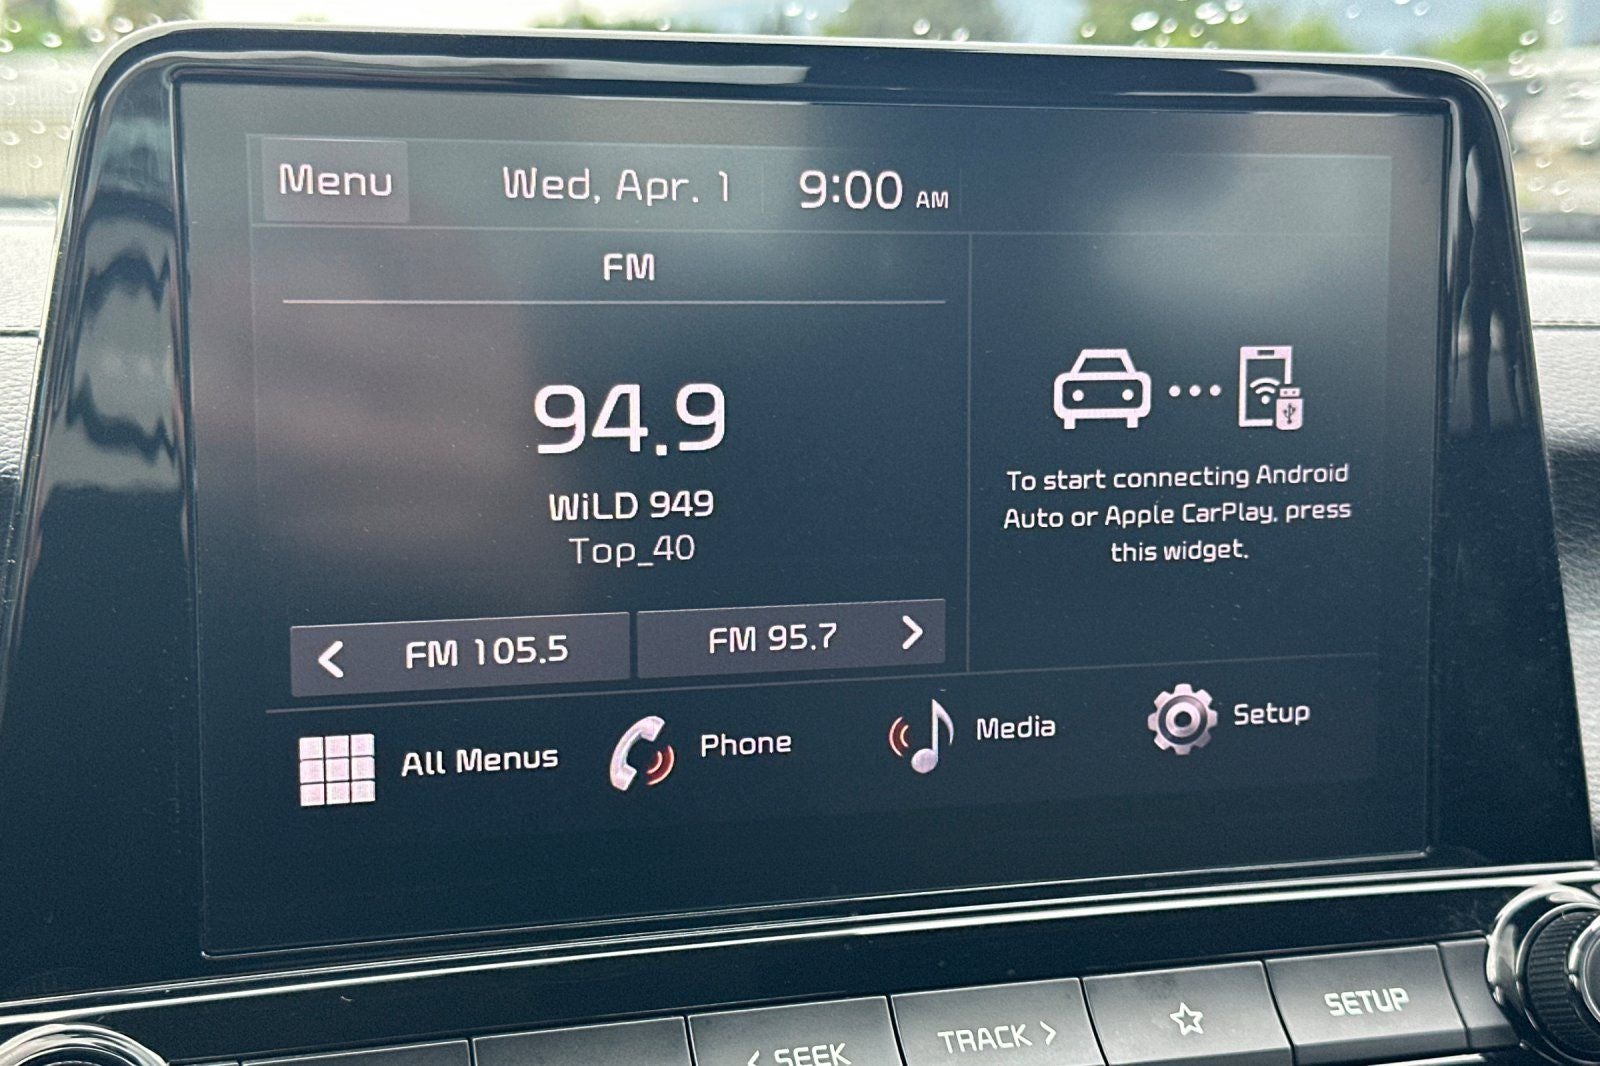 Menu
Wed, Apr. 1
9:00 AM
FM
94.9
WiLD 949
Top_40
< FM 105.5
FM 95.7 >
To start connecting Android
Auto or Apple CarPlay, press
this widget.
All Menus
Phone
Media
Setup
< SEEK
TRACK >
SETUP